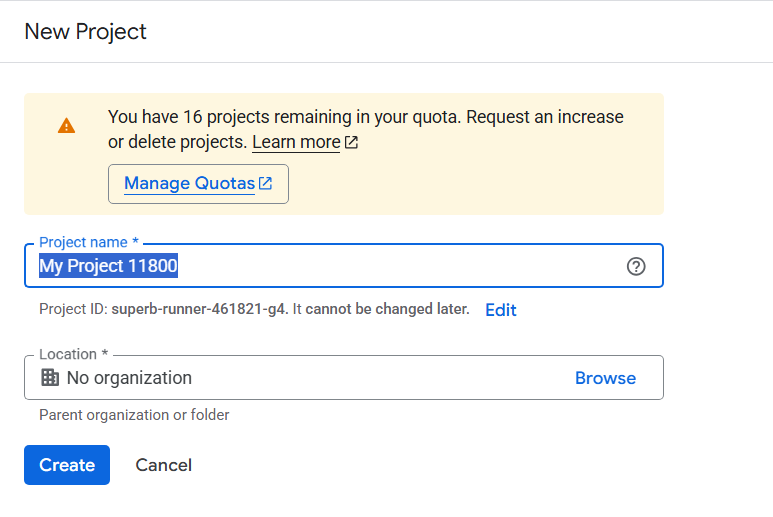 New Project
You have 16 projects remaining in your quota. Request an increase
or delete projects. Learn more
Manage Quotas
Project name *
My Project 11800
Project ID: superb-runner-461821-g4. It cannot be changed later. Edit
Location *
No organization Browse
Parent organization or folder
Create Cancel